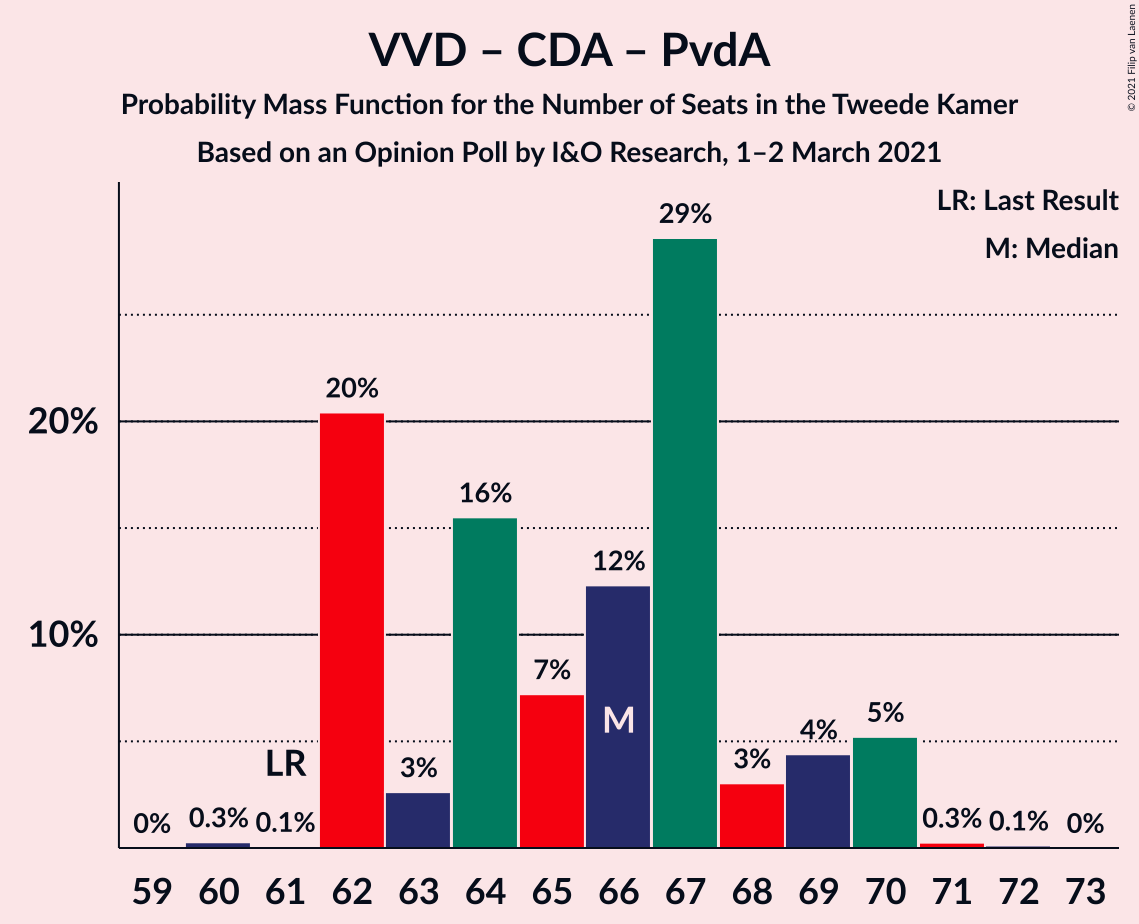 VVD – CDA – PvdA
Probability Mass Function for the Number of Seats in the Tweede Kamer
Based on an Opinion Poll by I&O Research, 1–2 March 2021
© 2021 Filip van Laenen
LR: Last Result
M: Median
29%
20%
20%
16%
12%
10%
7%
M
5%
4%
LR
3%
3%
0%
0.3%
0.1%
0.3%
0.1%
0%
59 60 61 62 63 64 65 66 67 68 69 70 71 72 73